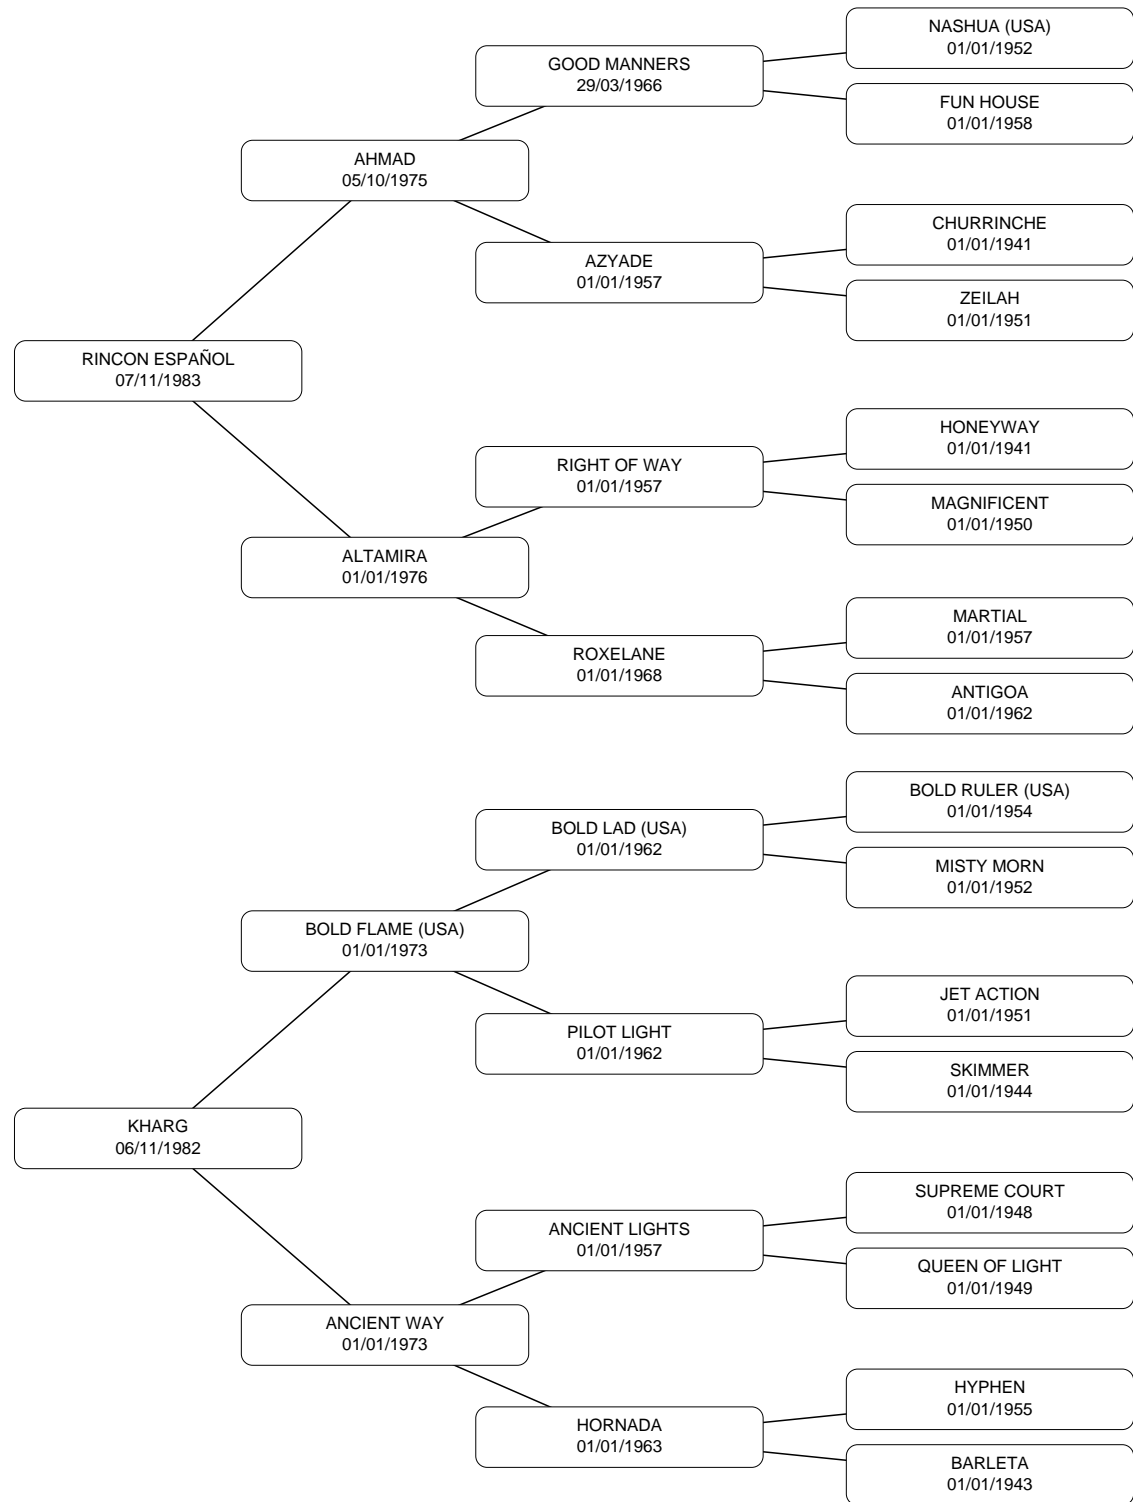 NASHUA (USA)
01/01/1952
GOOD MANNERS
29/03/1966
FUN HOUSE
01/01/1958
AHMAD
05/10/1975
CHURRINCHE
01/01/1941
AZYADE
01/01/1957
ZEILAH
01/01/1951
RINCON ESPAÑOL
07/11/1983
HONEYWAY
01/01/1941
RIGHT OF WAY
01/01/1957
MAGNIFICENT
01/01/1950
ALTAMIRA
01/01/1976
MARTIAL
01/01/1957
ROXELANE
01/01/1968
ANTIGOA
01/01/1962
BOLD RULER (USA)
01/01/1954
BOLD LAD (USA)
01/01/1962
MISTY MORN
01/01/1952
BOLD FLAME (USA)
01/01/1973
JET ACTION
01/01/1951
PILOT LIGHT
01/01/1962
SKIMMER
01/01/1944
KHARG
06/11/1982
SUPREME COURT
01/01/1948
ANCIENT LIGHTS
01/01/1957
QUEEN OF LIGHT
01/01/1949
ANCIENT WAY
01/01/1973
HYPHEN
01/01/1955
HORNADA
01/01/1963
BARLETA
01/01/1943